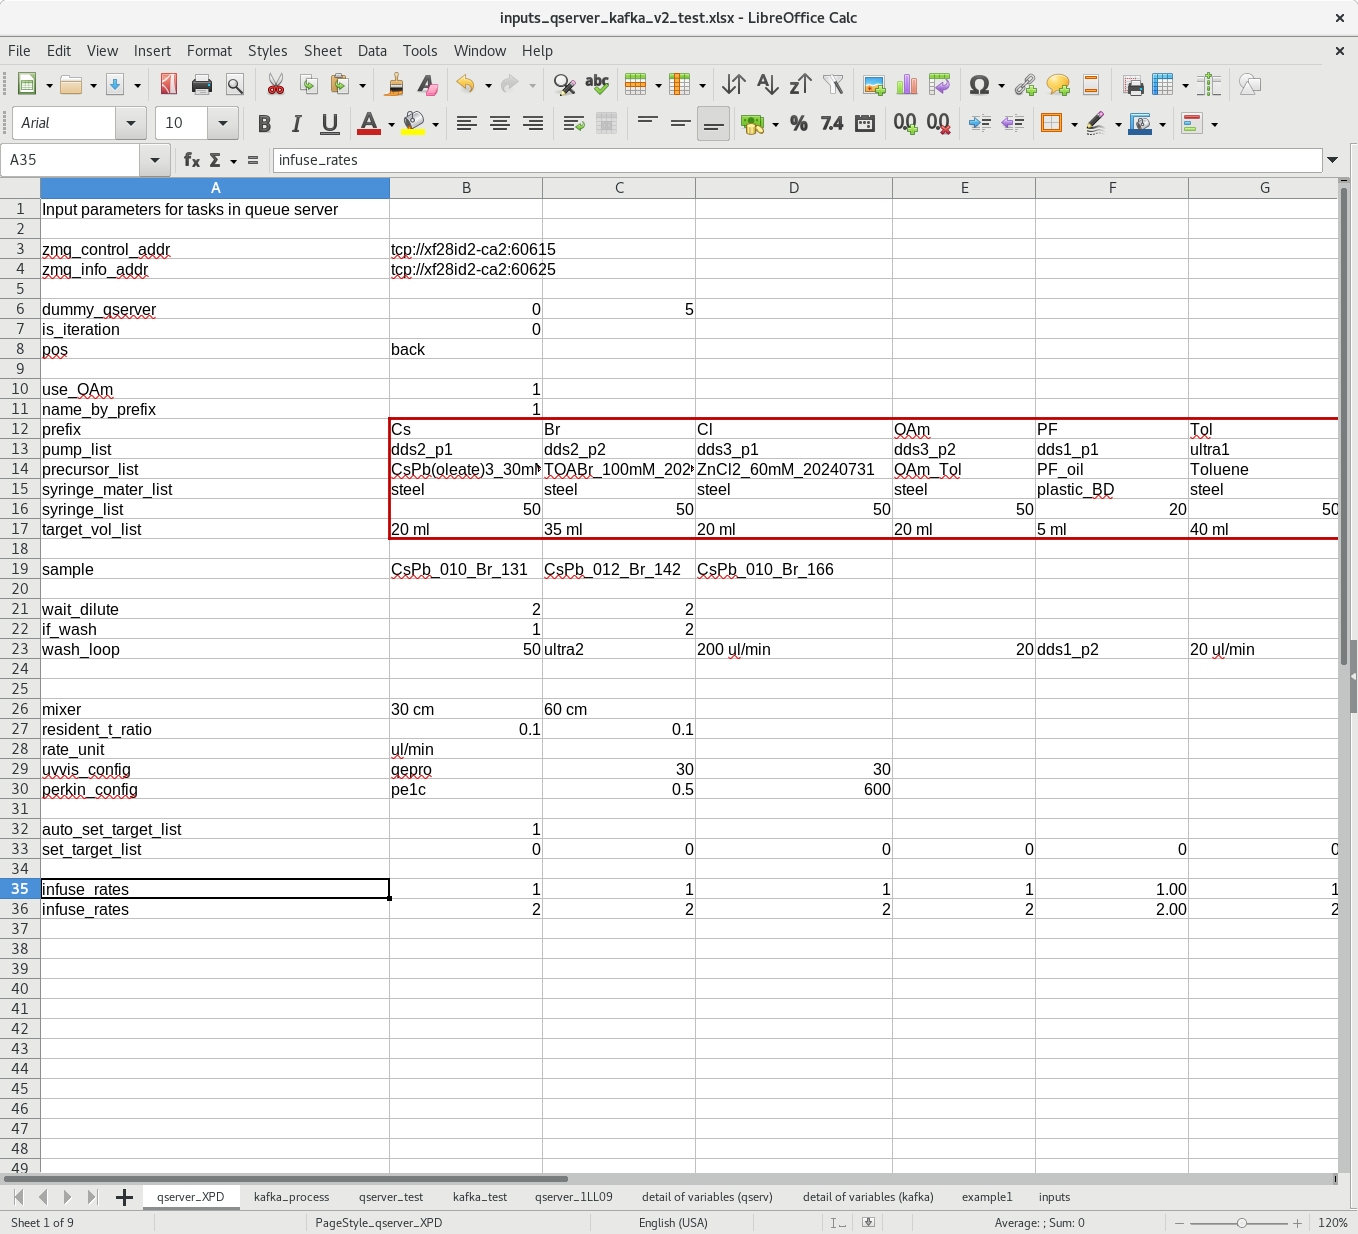 inputs_qserver_kafka_v2_test.xlsx - LibreOffice Calc
File Edit View Insert Format Styles Sheet Data Tools Window Help
Arial 10
A35 infuse_rates
A B C D E F G
1 Input parameters for tasks in queue server
2
3 zmq_control_addr tcp://xf28id2-ca2:60615
4 zmq_info_addr tcp://xf28id2-ca2:60625
5
6 dummy_qserver 0 5
7 is_iteration 0
8 pos back
9
10 use_OAm 1
11 name_by_prefix 1
12 prefix Cs Br Cl OAm PF Tol
13 pump_list dds2_p1 dds2_p2 dds3_p1 dds3_p2 dds1_p1 ultra1
14 precursor_list CsPb(oleate)3_30m TOABr_100mM_202 ZnCl2_60mM_20240731 OAm_Tol PF_oil Toluene
15 syringe_mater_list steel steel steel steel plastic_BD steel
16 syringe_list 50 50 50 50 20 50
17 target_vol_list 20 ml 35 ml 20 ml 20 ml 5 ml 40 ml
18
19 sample CsPb_010_Br_131 CsPb_012_Br_142 CsPb_010_Br_166
20
21 wait_dilute 2 2
22 if_wash 1 2
23 wash_loop 50 ultra2 200 ul/min 20 dds1_p2 20 ul/min
24
25
26 mixer 30 cm 60 cm
27 resident_t_ratio 0.1 0.1
28 rate_unit ul/min
29 uvvis_config qepro 30 30
30 perkin_config pe1c 0.5 600
31
32 auto_set_target_list 1
33 set_target_list 0 0 0 0 0 0
34
35 infuse_rates 1 1 1 1 1.00 1
36 infuse_rates 2 2 2 2 2.00 2
37
38
39
40
41
42
43
44
45
46
47
48
49
qserver_XPD kafka_process qserver_test kafka_test qserver_1LL09 detail of variables (qserv) detail of variables (kafka) example1 inputs
Sheet 1 of 9 PageStyle_qserver_XPD English (USA) Average: ; Sum: 0 120%